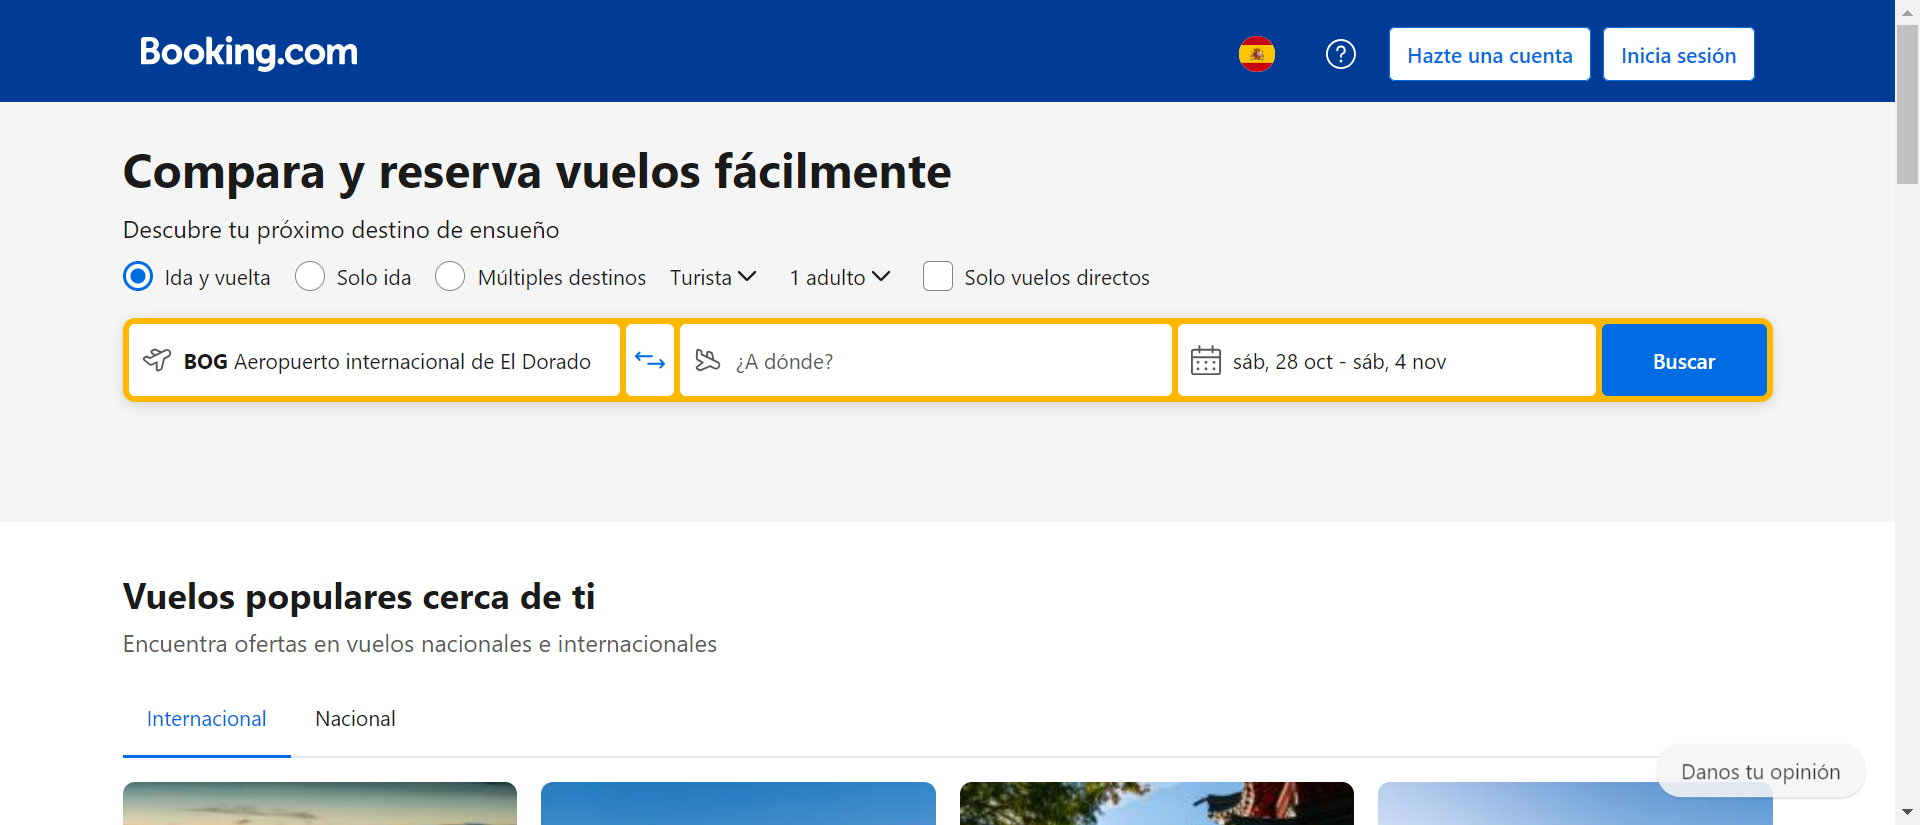 Booking.com
Hazte una cuenta
Inicia sesión
Compara y reserva vuelos fácilmente
Descubre tu próximo destino de ensueño
Ida y vuelta
Solo ida
Múltiples destinos
Turista
1 adulto
Solo vuelos directos
BOG Aeropuerto internacional de El Dorado
¿A dónde?
sáb, 28 oct - sáb, 4 nov
Buscar
Vuelos populares cerca de ti
Encuentra ofertas en vuelos nacionales e internacionales
Internacional
Nacional
Danos tu opinión